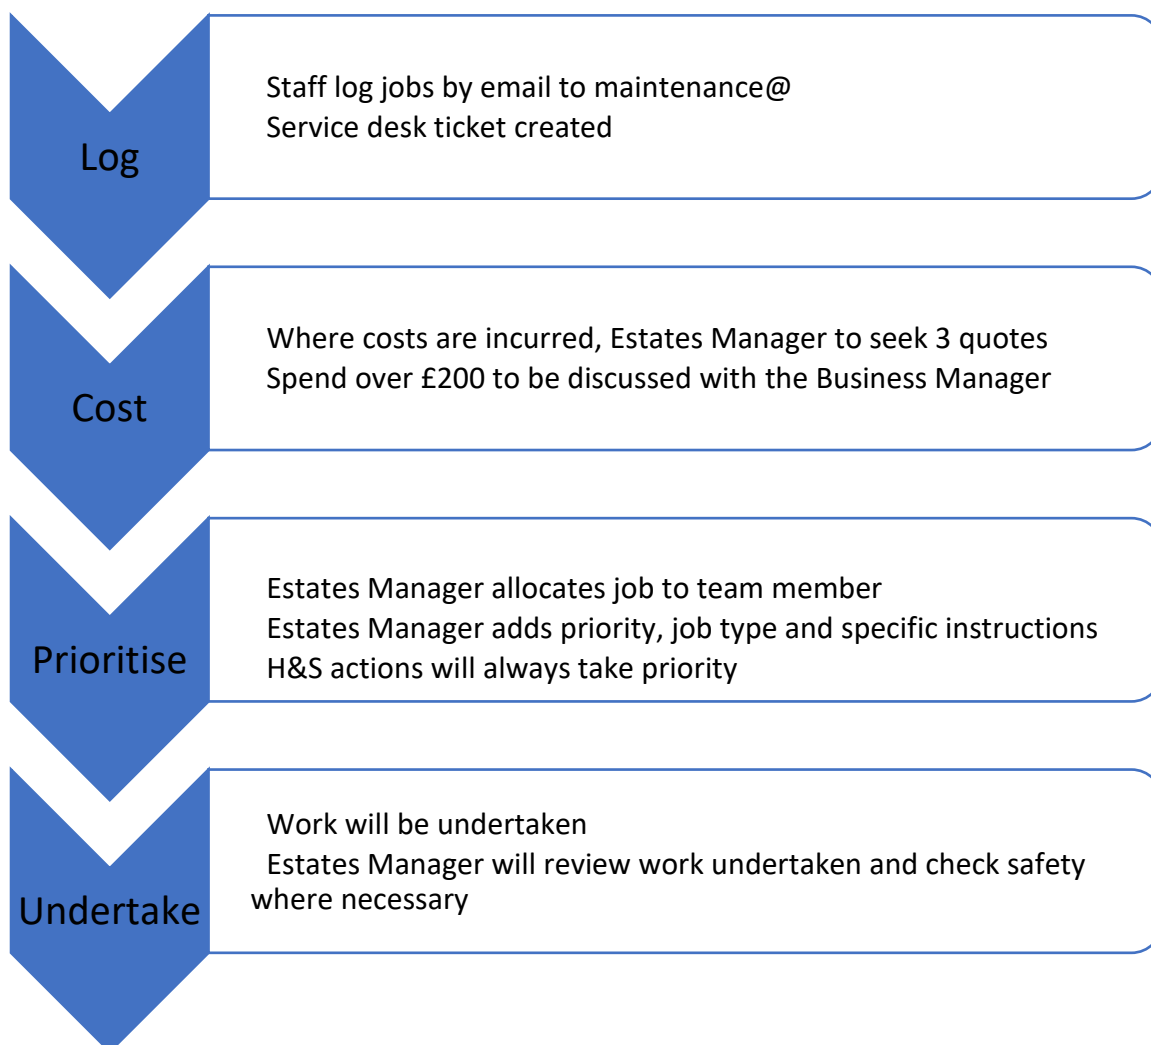 Log
Staff log jobs by email to maintenance@
Service desk ticket created
Cost
Where costs are incurred, Estates Manager to seek 3 quotes
Spend over £200 to be discussed with the Business Manager
Prioritise
Estates Manager allocates job to team member
Estates Manager adds priority, job type and specific instructions
H&S actions will always take priority
Undertake
Work will be undertaken
Estates Manager will review work undertaken and check safety
where necessary